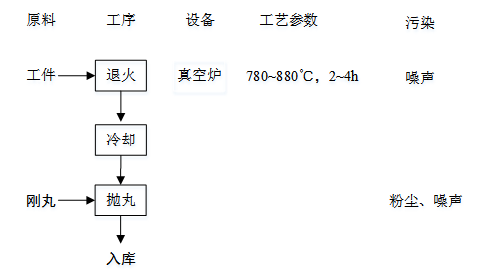 原料 工序 设备 工艺参数 污染
工件 退火 真空炉 780~880℃，2~4h 噪声
冷却
刚丸 抛丸 粉尘、噪声
入库